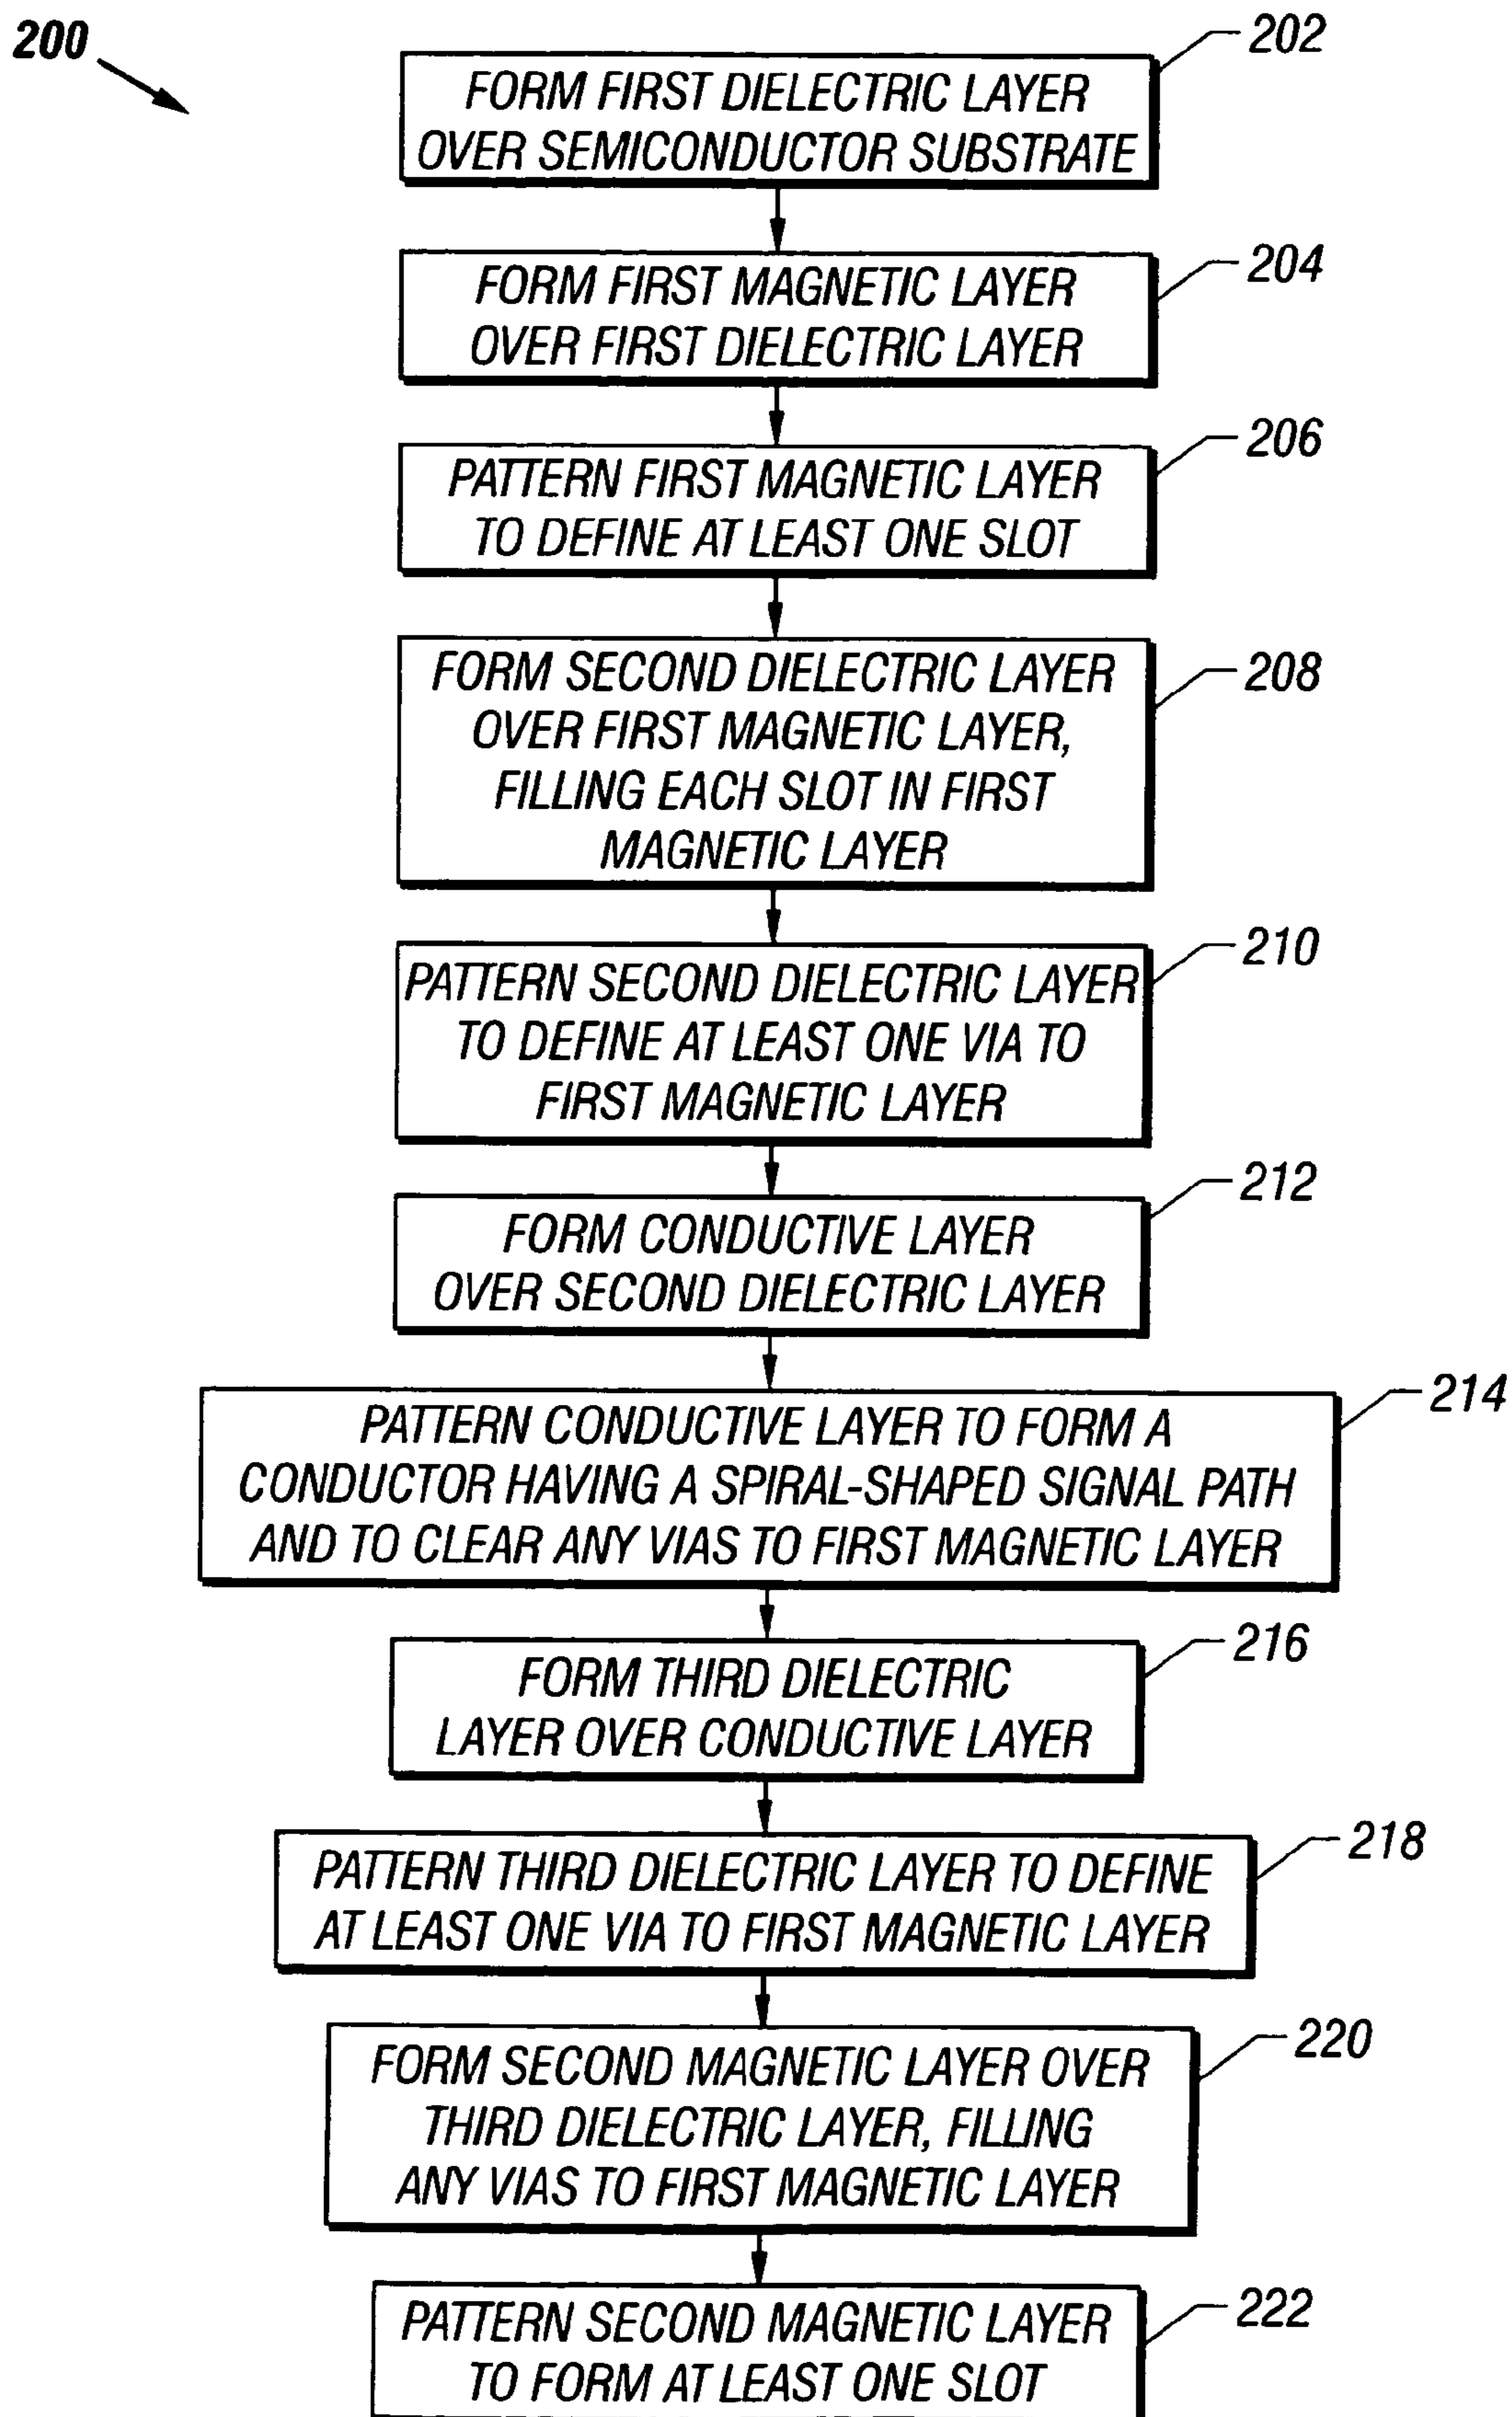 200
202
FORM FIRST DIELECTRIC LAYER
OVER SEMICONDUCTOR SUBSTRATE
204
FORM FIRST MAGNETIC LAYER
OVER FIRST DIELECTRIC LAYER
206
PATTERN FIRST MAGNETIC LAYER
TO DEFINE AT LEAST ONE SLOT
208
FORM SECOND DIELECTRIC LAYER
OVER FIRST MAGNETIC LAYER,
FILLING EACH SLOT IN FIRST
MAGNETIC LAYER
210
PATTERN SECOND DIELECTRIC LAYER
TO DEFINE AT LEAST ONE VIA TO
FIRST MAGNETIC LAYER
212
FORM CONDUCTIVE LAYER
OVER SECOND DIELECTRIC LAYER
214
PATTERN CONDUCTIVE LAYER TO FORM A
CONDUCTOR HAVING A SPIRAL-SHAPED SIGNAL PATH
AND TO CLEAR ANY VIAS TO FIRST MAGNETIC LAYER
216
FORM THIRD DIELECTRIC
LAYER OVER CONDUCTIVE LAYER
218
PATTERN THIRD DIELECTRIC LAYER TO DEFINE
AT LEAST ONE VIA TO FIRST MAGNETIC LAYER
220
FORM SECOND MAGNETIC LAYER OVER
THIRD DIELECTRIC LAYER, FILLING
ANY VIAS TO FIRST MAGNETIC LAYER
222
PATTERN SECOND MAGNETIC LAYER
TO FORM AT LEAST ONE SLOT